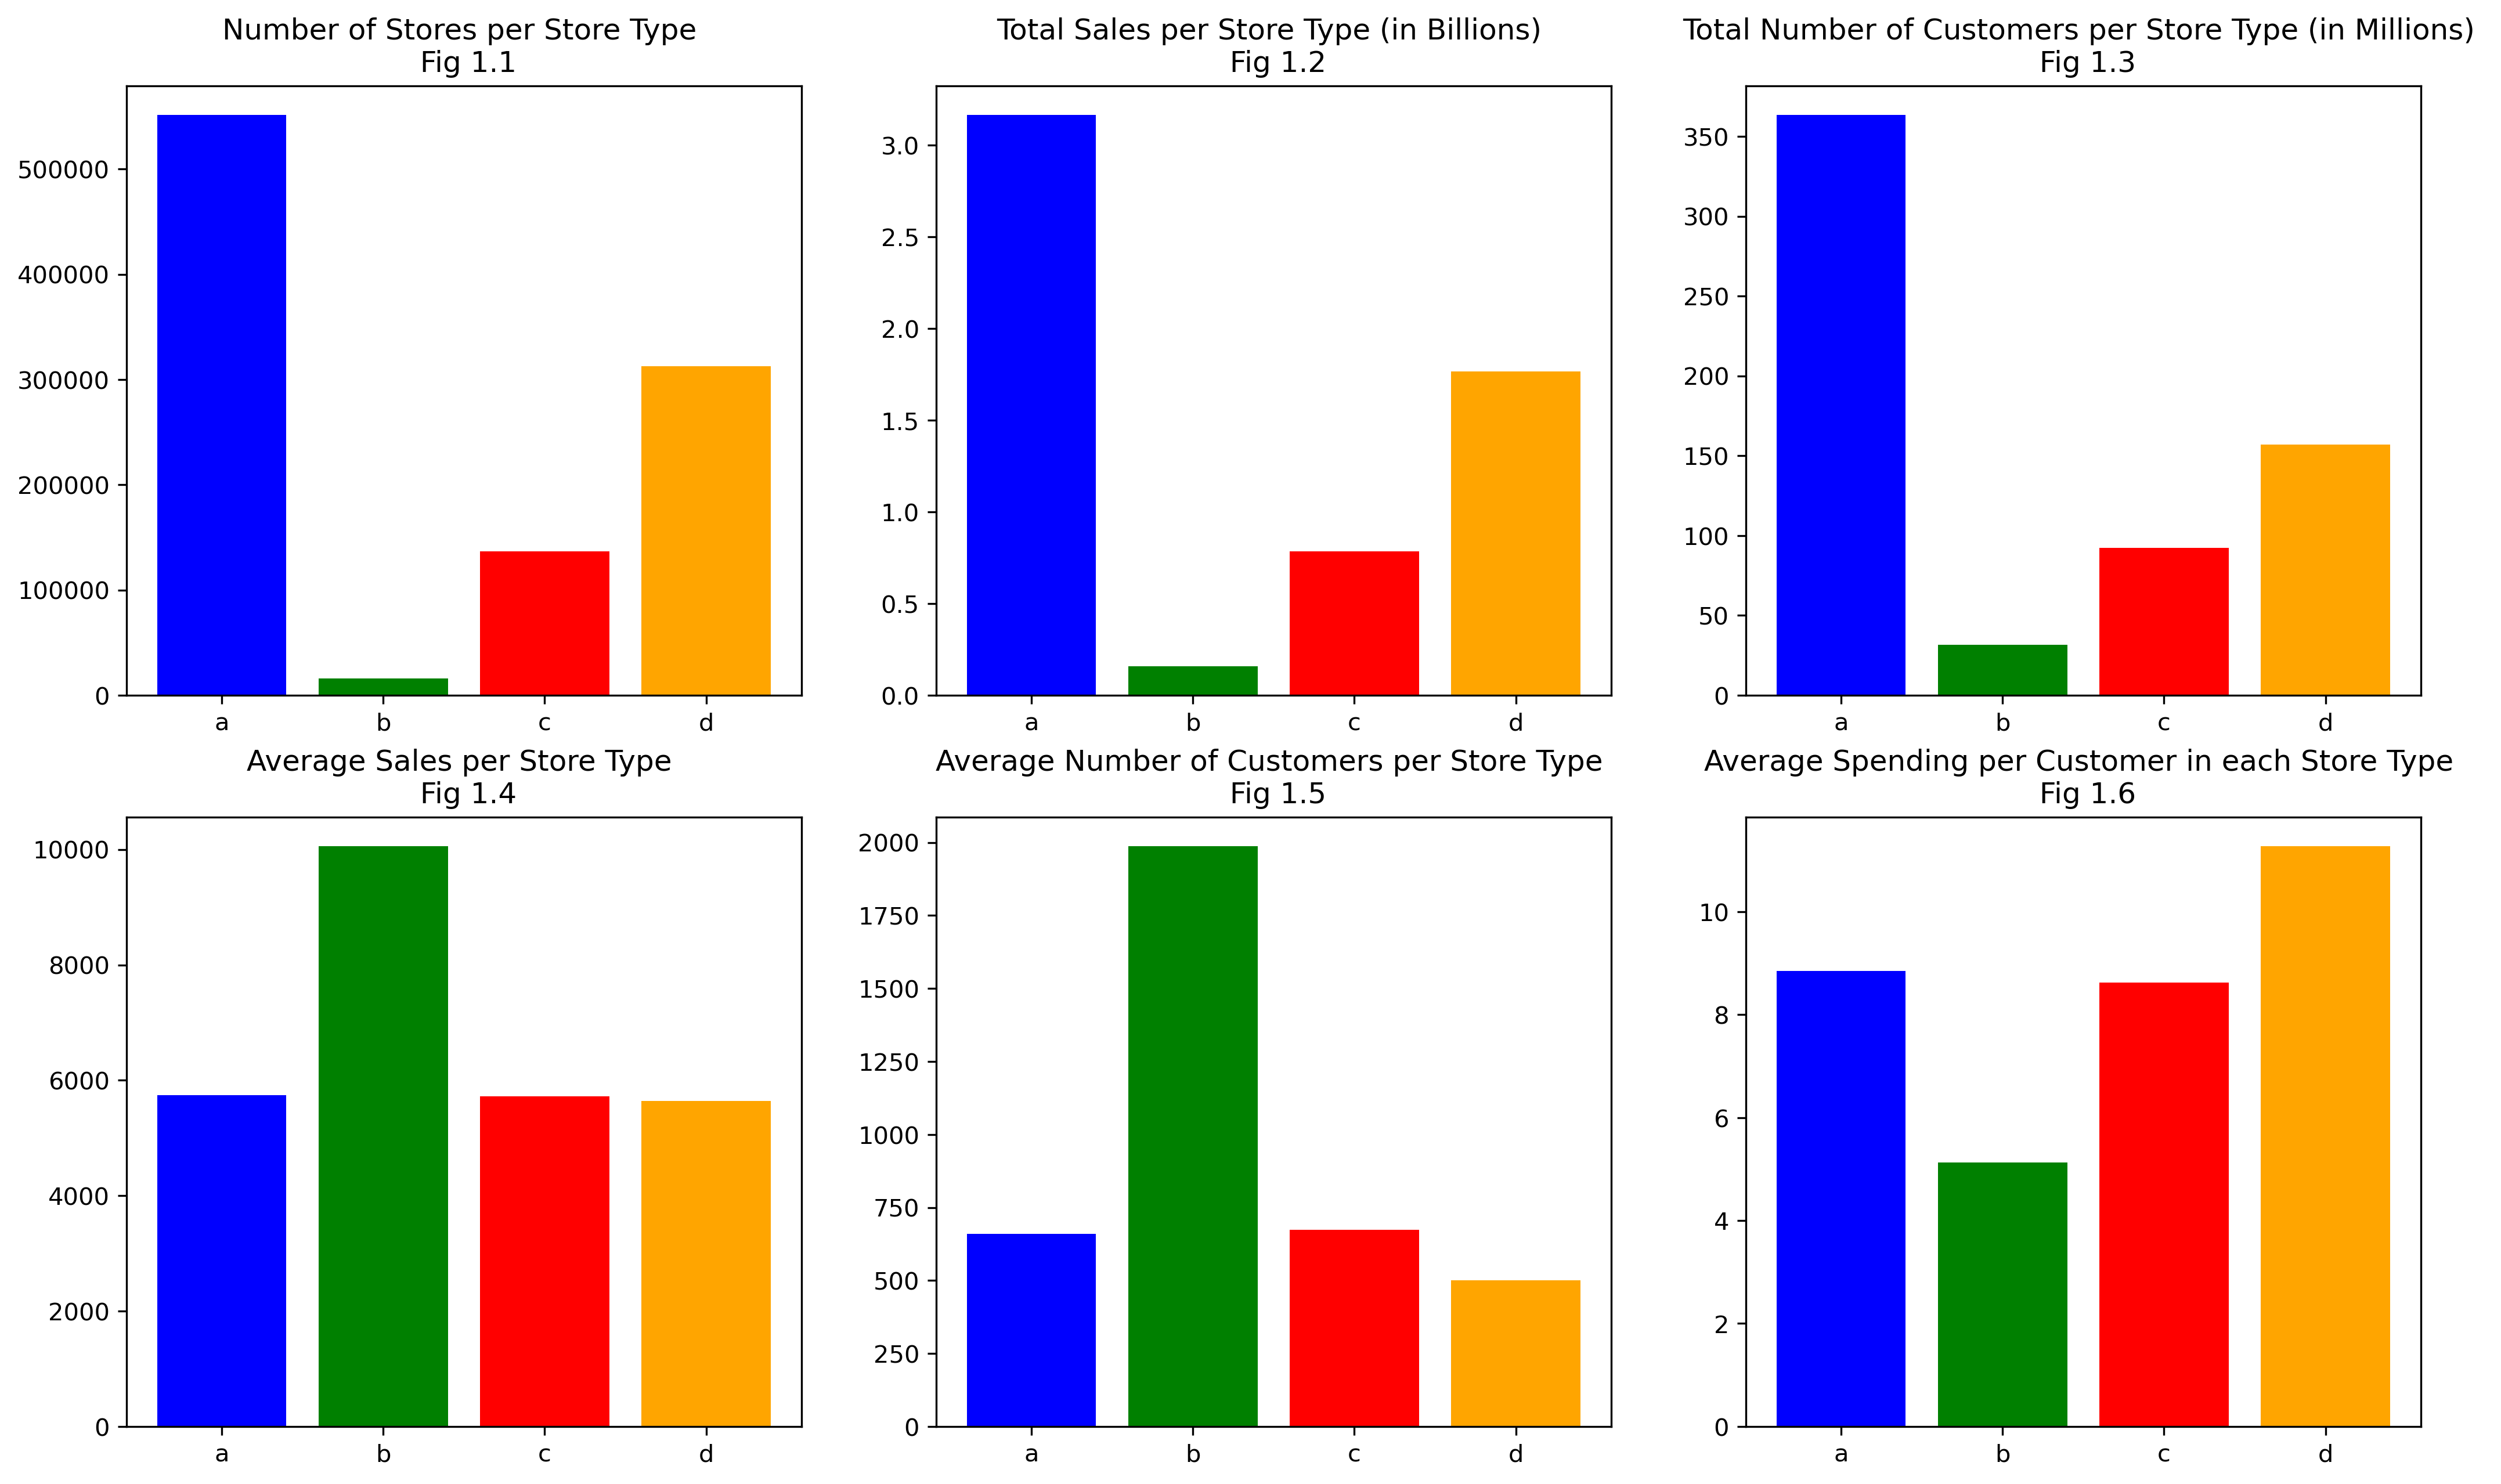 Number of Stores per Store Type
Fig 1.1
500000
400000
300000
200000
100000
0
a b c d
Total Sales per Store Type (in Billions)
Fig 1.2
3.0
2.5
2.0
1.5
1.0
0.5
0.0
a b c d
Total Number of Customers per Store Type (in Millions)
Fig 1.3
350
300
250
200
150
100
50
0
a b c d
Average Sales per Store Type
Fig 1.4
10000
8000
6000
4000
2000
0
a b c d
Average Number of Customers per Store Type
Fig 1.5
2000
1750
1500
1250
1000
750
500
250
0
a b c d
Average Spending per Customer in each Store Type
Fig 1.6
10
8
6
4
2
0
a b c d